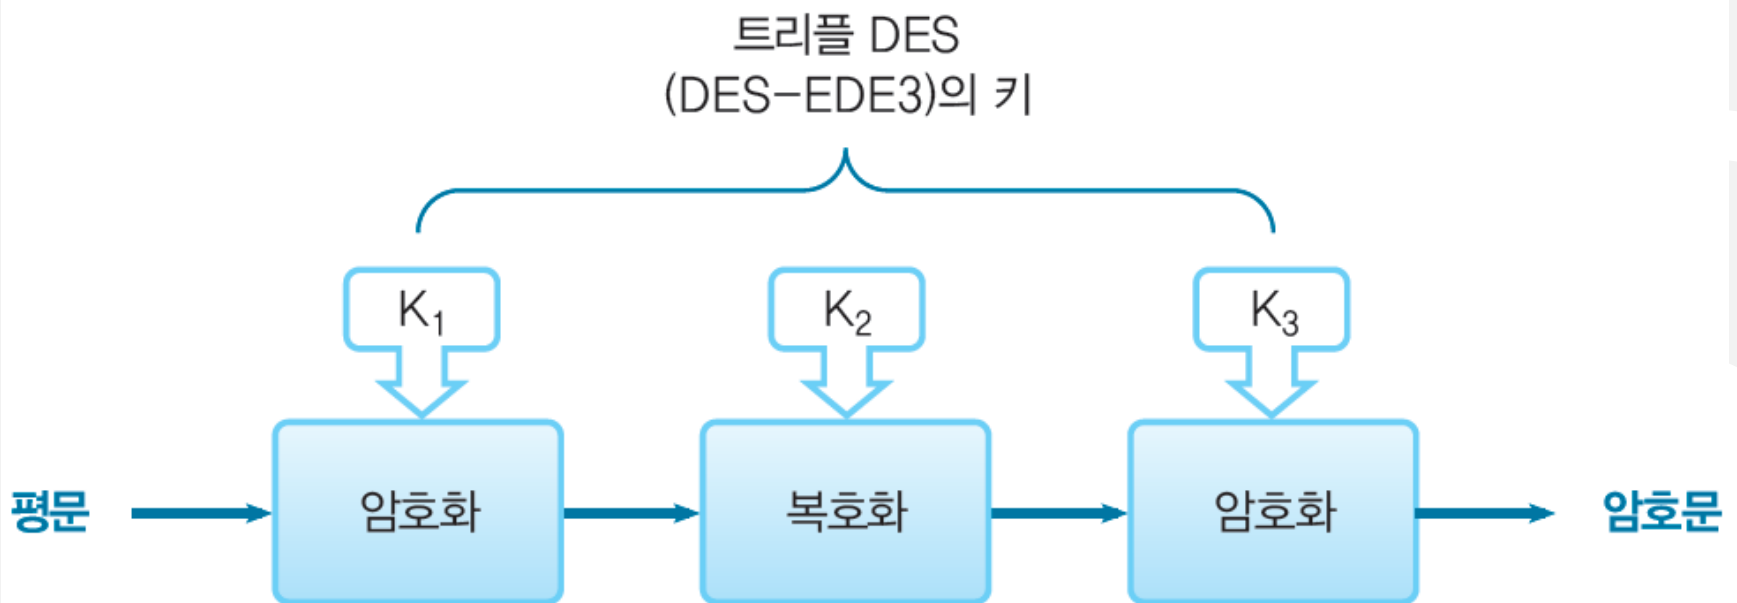 트리플 DES
(DES-EDE3)의 키
K₁
K₂
K₃
평문
암호화
복호화
암호화
암호문